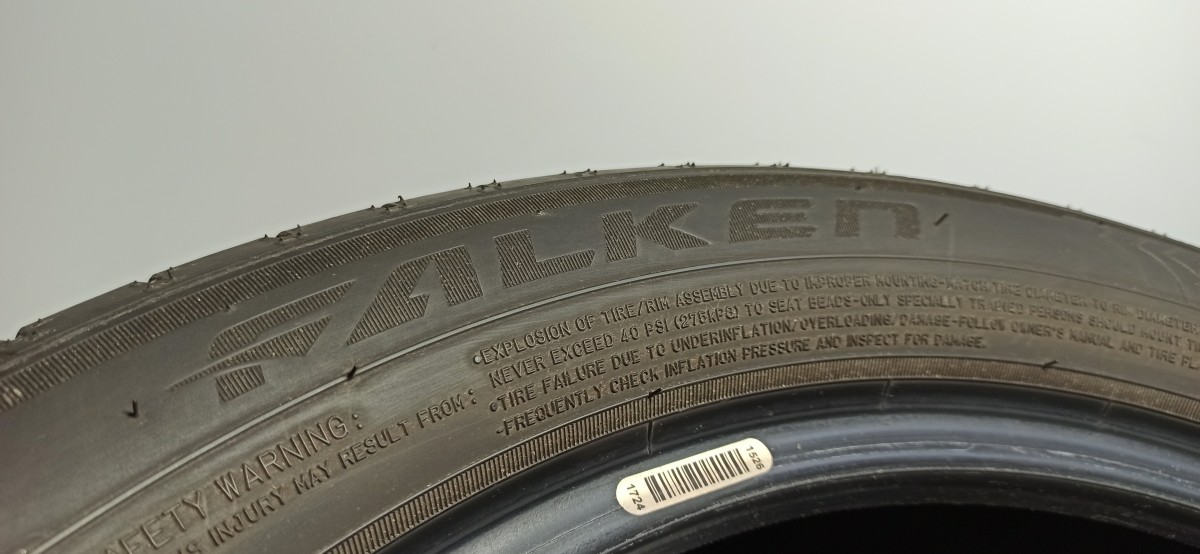 FALKEN
SAFETY WARNING:
INJURY MAY RESULT FROM:
•EXPLOSION OF TIRE/RIM ASSEMBLY DUE TO IMPROPER MOUNTING-MATCH TIRE DIAMETER TO RIM DIAMETER
NEVER EXCEED 40 PSI (275kPa) TO SEAT BEADS-ONLY SPECIALLY TRAINED PERSONS SHOULD MOUNT
•TIRE FAILURE DUE TO UNDERINFLATION/OVERLOADING/DAMAGE-FOLLOW OWNER'S MANUAL AND TIRE
-FREQUENTLY CHECK INFLATION PRESSURE AND INSPECT FOR DAMAGE.
1724 1526